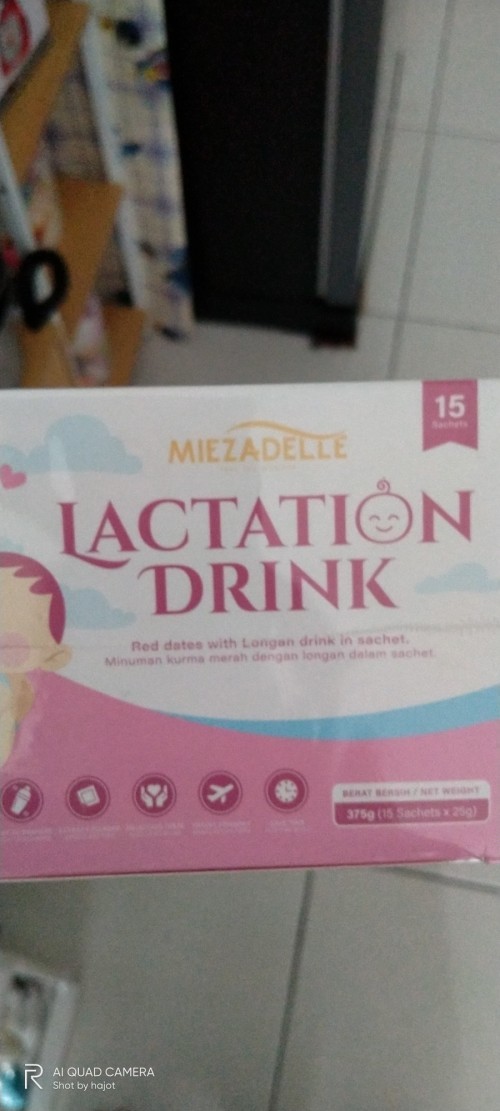 15
Sachets
MIEZADELLE
LACTATION
DRINK
Red dates with Longan drink in sachet.
Minuman kurma merah dengan longan dalam sachet.
BERAT BERSIH / NET WEIGHT
375g (15 Sachets x 25g)
AI QUAD CAMERA
Shot by hajot